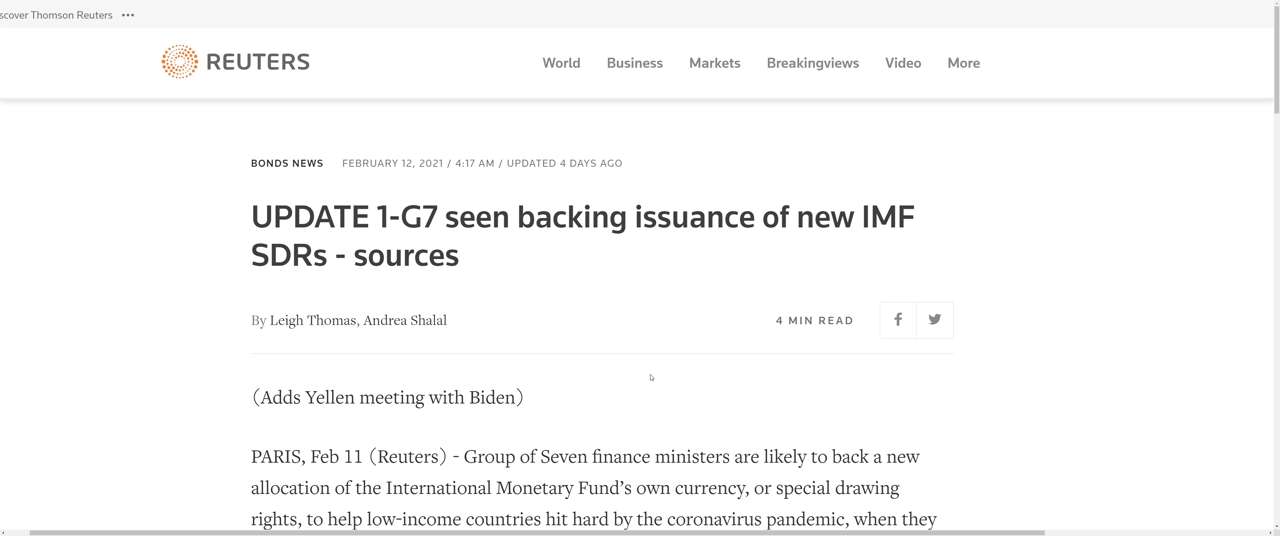 scover Thomson Reuters •••
REUTERS
World Business Markets Breakingviews Video More
BONDS NEWS FEBRUARY 12, 2021 / 4:17 AM / UPDATED 4 DAYS AGO
UPDATE 1-G7 seen backing issuance of new IMF
SDRs - sources
By Leigh Thomas, Andrea Shalal
4 MIN READ
(Adds Yellen meeting with Biden)
PARIS, Feb 11 (Reuters) - Group of Seven finance ministers are likely to back a new
allocation of the International Monetary Fund’s own currency, or special drawing
rights, to help low-income countries hit hard by the coronavirus pandemic, when they